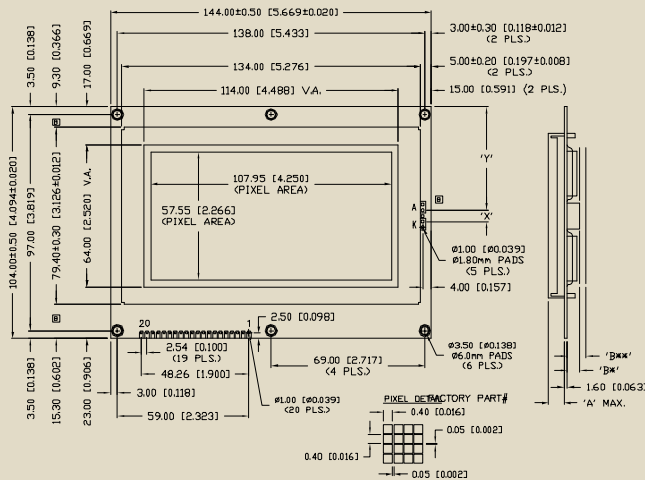 144.00±0.50 [5.669±0.020]
138.00 [5.433]
134.00 [5.276]
114.00 [4.488] V.A.
3.00±0.30 [0.118±0.012]
(2 PLS.)
5.00±0.20 [0.197±0.008]
(2 PLS.)
15.00 [0.591] (2 PLS.)
3.50 [0.138]
9.30 [0.366]
17.00 [0.669]
104.00±0.50 [4.094±0.020]
97.00 [3.819]
79.40±0.30 [3.126±0.012]
64.00 [2.520] V.A.
107.95 [4.250]
(PIXEL AREA)
57.55 [2.266]
(PIXEL AREA)
A
K
'Y'
'X'
B
B
B
Ø1.00 [Ø0.039]
Ø1.80mm PADS
(5 PLS.)
4.00 [0.157]
20
1
2.50 [0.098]
2.54 [0.100]
(19 PLS.)
48.26 [1.900]
3.00 [0.118]
59.00 [2.323]
69.00 [2.717]
(4 PLS.)
Ø3.50 [Ø0.138]
Ø6.0mm PADS
(6 PLS.)
Ø1.00 [Ø0.039]
(20 PLS.)
3.50 [0.138]
15.30 [0.602]
23.00 [0.906]
'B**'
'B*'
1.60 [0.063]
'A' MAX.
PIXEL DETAIL
FACTORY PART#
0.40 [0.016]
0.05 [0.002]
0.40 [0.016]
0.05 [0.002]